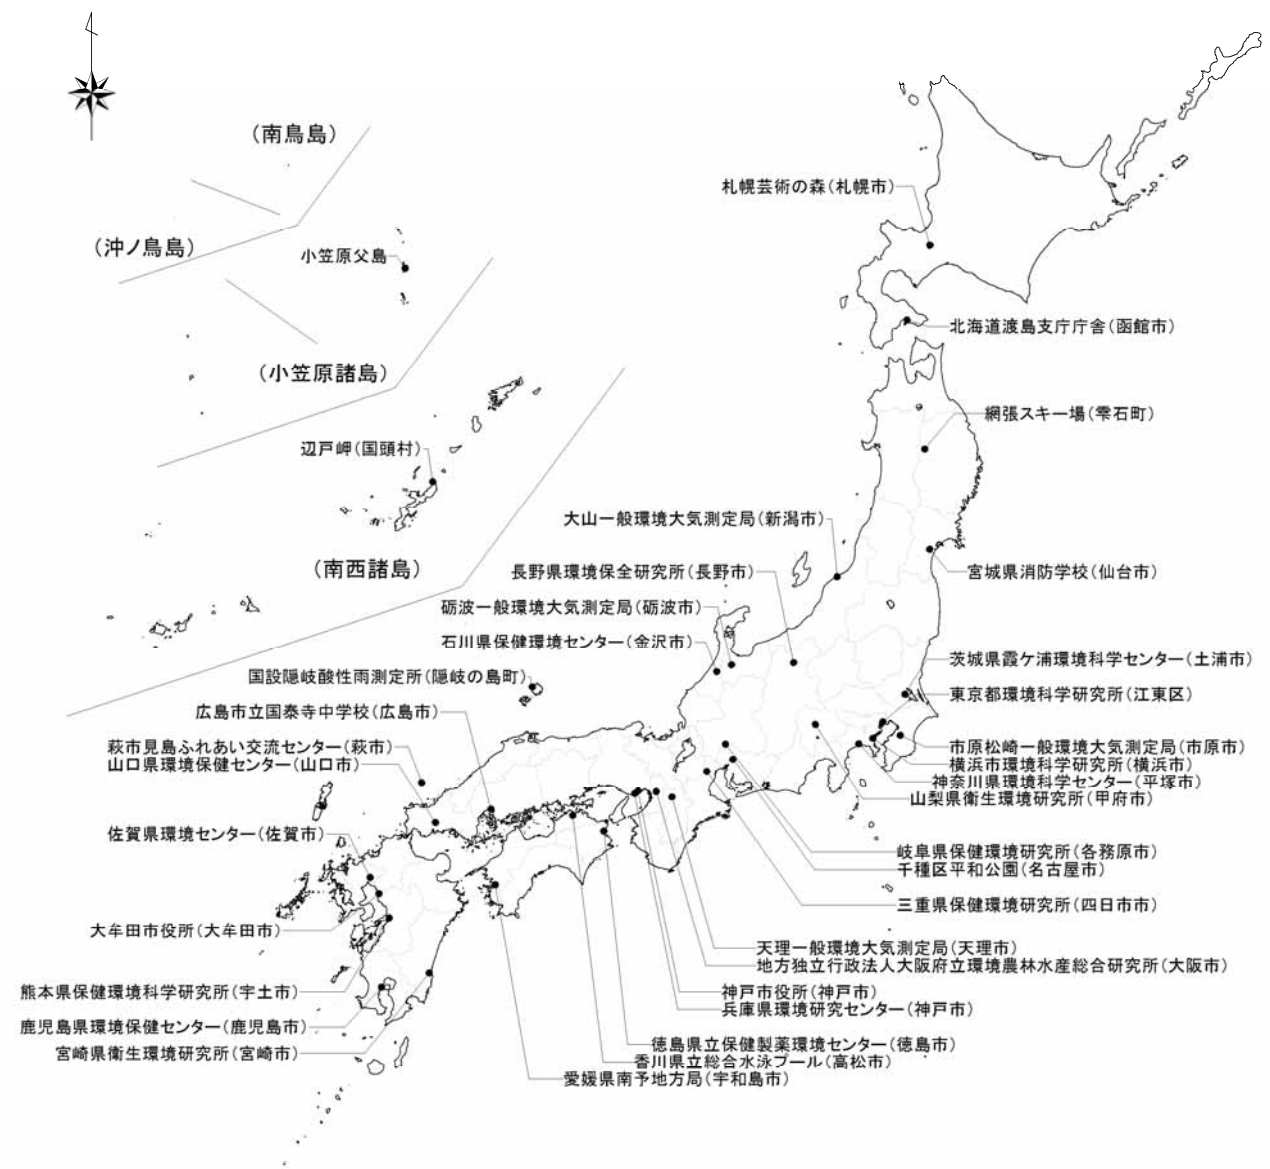 (南鳥島)
札幌芸術の森(札幌市)
(沖ノ鳥島)
小笠原父島
北海道渡島支庁庁舎(函館市)
(小笠原諸島)
網張スキー場(雫石町)
辺戸岬(国頭村)
大山一般環境大気測定局(新潟市)
(南西諸島)
長野県環境保全研究所(長野市)
宮城県消防学校(仙台市)
砺波一般環境大気測定局(砺波市)
石川県保健環境センター(金沢市)
茨城県霞ケ浦環境科学センター(土浦市)
国設隠岐酸性雨測定所(隠岐の島町)
東京都環境科学研究所(江東区)
広島市立国泰寺中学校(広島市)
萩市見島ふれあい交流センター(萩市)
市原松崎一般環境大気測定局(市原市)
山口県環境保健センター(山口市)
横浜市環境科学研究所(横浜市)
神奈川県環境科学センター(平塚市)
山梨県衛生環境研究所(甲府市)
佐賀県環境センター(佐賀市)
岐阜県保健環境研究所(各務原市)
千種区平和公園(名古屋市)
三重県保健環境研究所(四日市市)
大牟田市役所(大牟田市)
天理一般環境大気測定局(天理市)
地方独立行政法人大阪府立環境農林水産総合研究所(大阪市)
熊本県保健環境科学研究所(宇土市)
神戸市役所(神戸市)
兵庫県環境研究センター(神戸市)
鹿児島県環境保健センター(鹿児島市)
徳島県立保健製薬環境センター(徳島市)
宮崎県衛生環境研究所(宮崎市)
香川県立総合水泳プール(高松市)
愛媛県南予地方局(宇和島市)